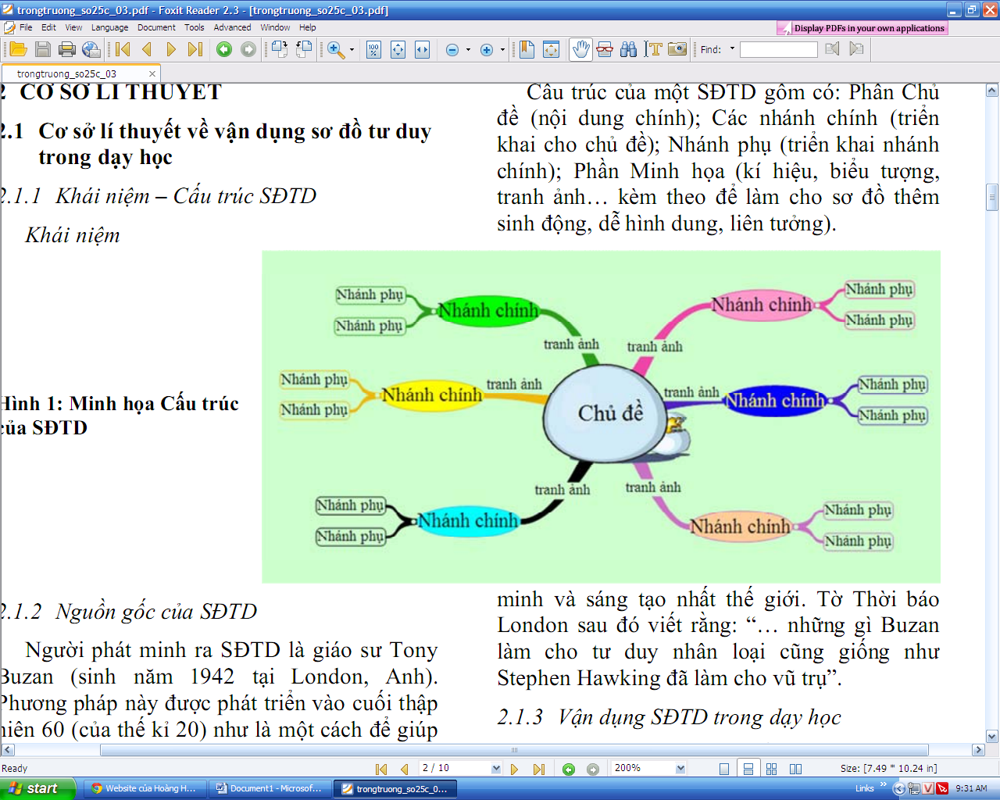 trongtruong_so25c_03.pdf - Foxit Reader 2.3 - [trongtruong_so25c_03.pdf]
File Edit View Language Document Tools Advanced Window Help
Display PDFs in your own applications
Find:
trongtruong_so25c_03
2 CƠ SỞ LÍ THUYẾT
2.1 Cơ sở lí thuyết về vận dụng sơ đồ tư duy
trong dạy học
2.1.1 Khái niệm – Cấu trúc SĐTD
Khái niệm
Cấu trúc của một SĐTD gồm có: Phần Chủ
đề (nội dung chính); Các nhánh chính (triển
khai cho chủ đề); Nhánh phụ (triển khai nhánh
chính); Phần Minh họa (kí hiệu, biểu tượng,
tranh ảnh… kèm theo để làm cho sơ đồ thêm
sinh động, dễ hình dung, liên tưởng).
Nhánh phụ
Nhánh phụ
Nhánh chính
tranh ảnh
Nhánh phụ
Nhánh phụ
Nhánh chính
tranh ảnh
Nhánh phụ
Nhánh phụ
Nhánh chính
tranh ảnh
Nhánh phụ
Nhánh phụ
Nhánh chính
tranh ảnh
Chủ đề
Nhánh phụ
Nhánh phụ
Nhánh chính
tranh ảnh
Nhánh phụ
Nhánh phụ
Nhánh chính
tranh ảnh
Hình 1: Minh họa Cấu trúc
của SĐTD
2.1.2 Nguồn gốc của SĐTD
Người phát minh ra SĐTD là giáo sư Tony
Buzan (sinh năm 1942 tại London, Anh).
Phương pháp này được phát triển vào cuối thập
niên 60 (của thế kỉ 20) như là một cách để giúp
minh và sáng tạo nhất thế giới. Tờ Thời báo
London sau đó viết rằng: “… những gì Buzan
làm cho tư duy nhân loại cũng giống như
Stephen Hawking đã làm cho vũ trụ”.
2.1.3 Vận dụng SĐTD trong dạy học
Ready
2 / 10
200%
Size: [7.49 * 10.24 in]
start
Website của Hoàng H...
Document1 - Microsof...
trongtruong_so25c_0...
Links
9:31 AM